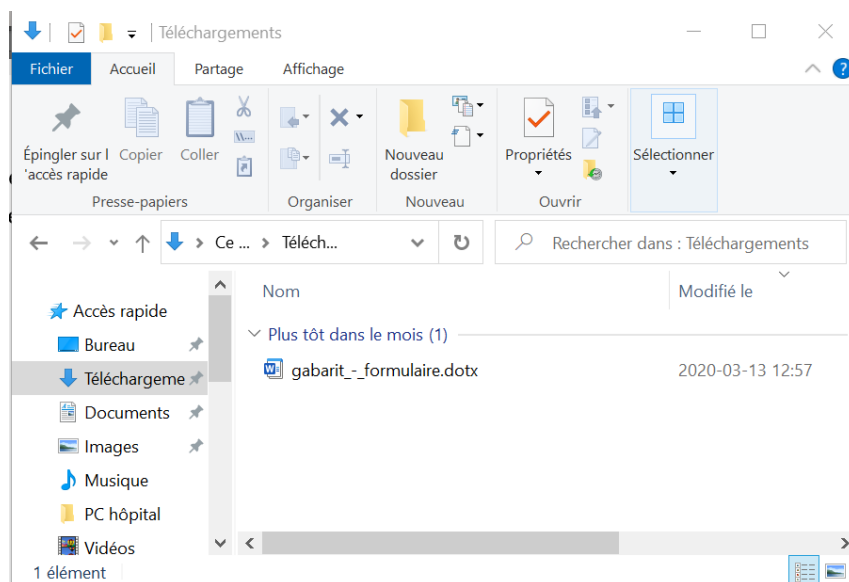 Téléchargements
Fichier Accueil Partage Affichage
Épingler sur l'accès rapide
Copier
Coller
Nouveau dossier
Propriétés
Sélectionner
Presse-papiers Organiser Nouveau Ouvrir
Ce ... Téléch... Rechercher dans : Téléchargements
Nom Modifié le
Accès rapide
Plus tôt dans le mois (1)
Bureau
gabarit_-_formulaire.dotx 2020-03-13 12:57
Téléchargeme
Documents
Images
Musique
PC hôpital
Vidéos
1 élément